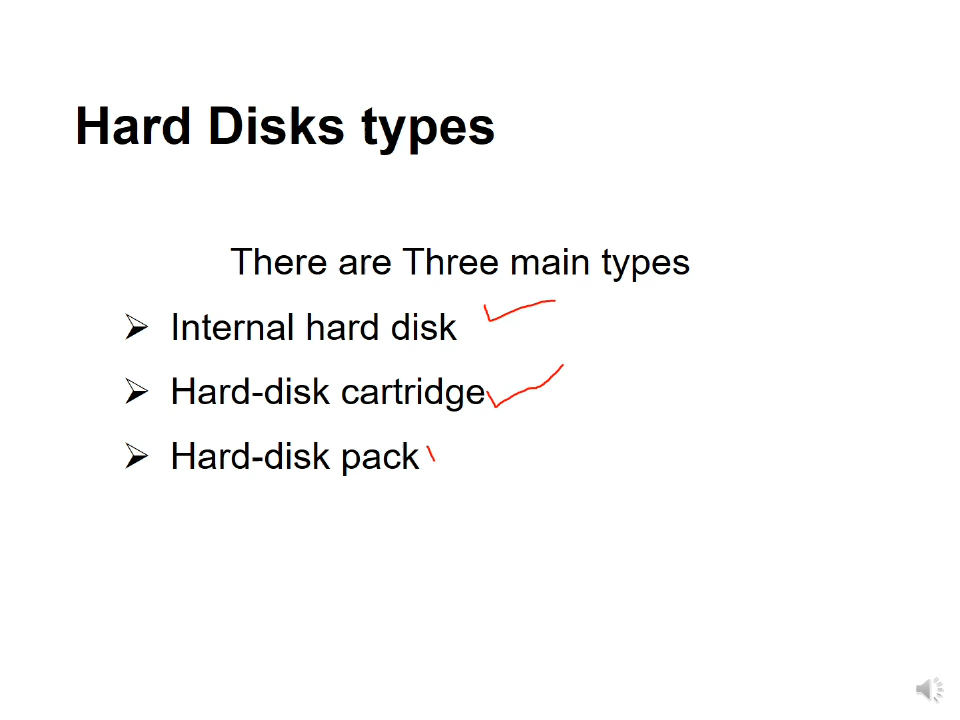 Hard Disks types
There are Three main types
➢ Internal hard disk
➢ Hard-disk cartridge
➢ Hard-disk pack